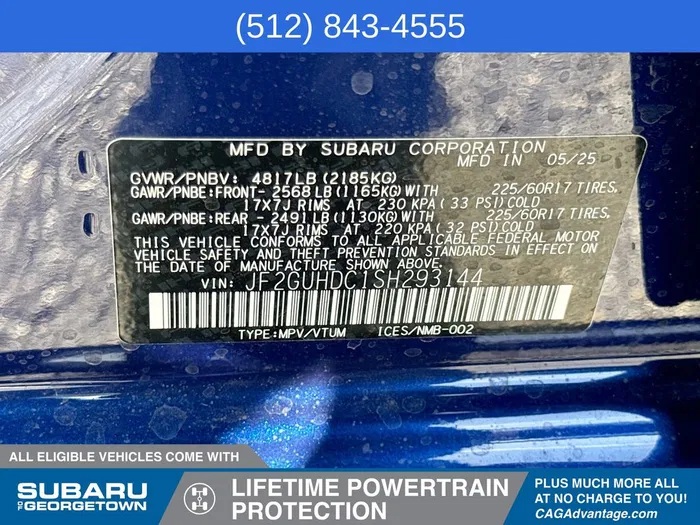 (512) 843-4555
MFD BY SUBARU CORPORATION
MFD IN 05/25
GVWR/PNBV: 4817LB(2185KG)
GAWR/PNBE:FRONT- 2568LB(1165KG)WITH 225/60R17 TIRES.
17X7J RIMS AT 230 KPA(33 PSI)COLD
GAWR/PNBE:REAR - 2491LB(1130KG)WITH 225/60R17 TIRES.
17X7J RIMS AT 220 KPA(32 PSI)COLD
THIS VEHICLE CONFORMS TO ALL APPLICABLE FEDERAL MOTOR
VEHICLE SAFETY AND THEFT PREVENTION STANDARDS IN EFFECT ON
THE DATE OF MANUFACTURE SHOWN ABOVE.
VIN: JF2GUHDC1SH293144
TYPE:MPV/VTUM ICES/NMB-002
ALL ELIGIBLE VEHICLES COME WITH
SUBARU
OF GEORGETOWN
LIFETIME POWERTRAIN
PROTECTION
PLUS MUCH MORE ALL
AT NO CHARGE TO YOU!
CAGAdvantage.com*